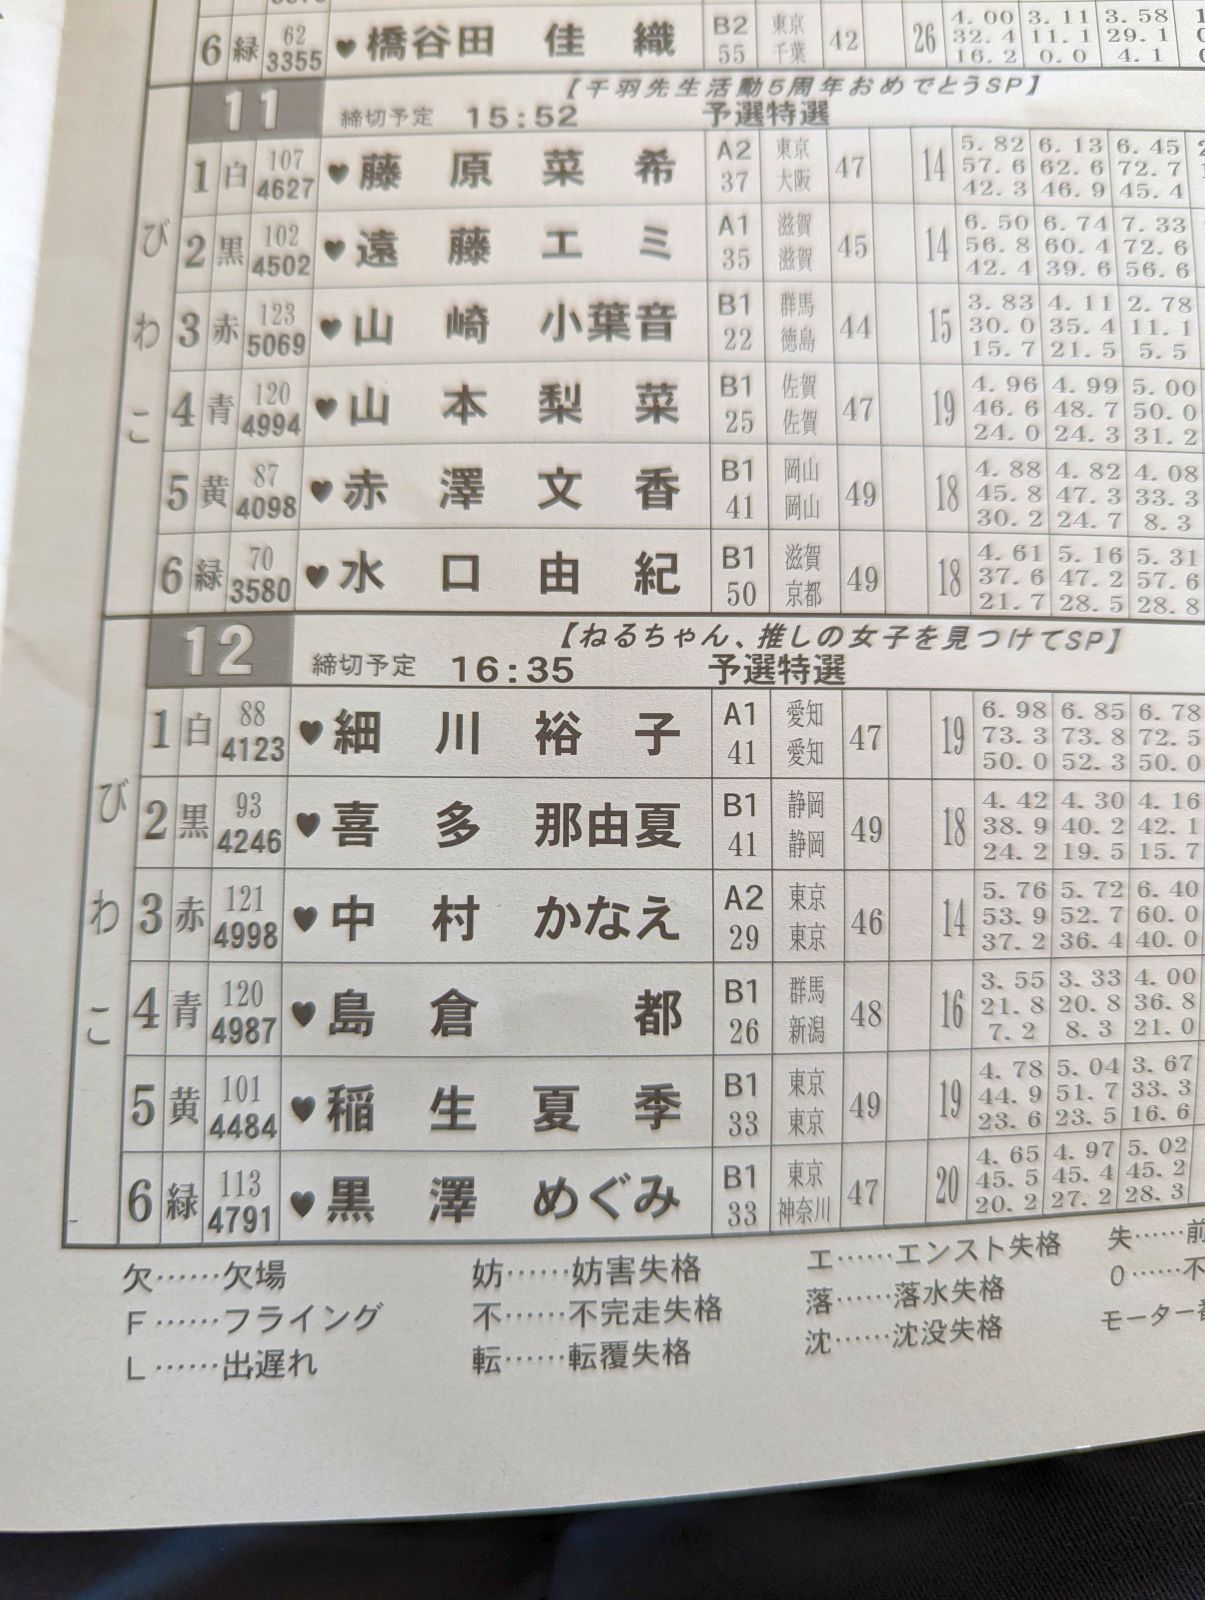 6 緑 62 3355 ♥橋谷田 佳 織 B2 55 東京 千葉 42 26 4.00 3.11 3.58
32.4 11.1 29.1
16.2 0.0 4.1
【千羽先生活動5周年おめでとうSP】
11 締切予定 15:52 予選特選
びわこ
1 白 107 4627 ♥藤 原 菜 希 A2 37 東京 大阪 47 14 5.82 6.13 6.45
57.6 62.6 72.7
42.3 46.9 45.4
2 黒 102 4502 ♥遠 藤 エ ミ A1 35 滋賀 滋賀 45 14 6.50 6.74 7.33
56.8 60.4 72.6
42.4 39.6 56.6
3 赤 123 5069 ♥山 崎 小葉音 B1 22 群馬 徳島 44 15 3.83 4.11 2.78
30.0 35.4 11.1
15.7 21.5 5.5
4 青 120 4994 ♥山 本 梨 菜 B1 25 佐賀 佐賀 47 19 4.96 4.99 5.00
46.6 48.7 50.0
24.0 24.3 31.2
5 黄 87 4098 ♥赤 澤 文 香 B1 41 岡山 岡山 49 18 4.88 4.82 4.08
45.8 47.3 33.3
30.2 24.7 8.3
6 緑 70 3580 ♥水 口 由 紀 B1 50 滋賀 京都 49 18 4.61 5.16 5.31
37.6 47.2 57.6
21.7 28.5 28.8
【ねるちゃん、推しの女子を見つけてSP】
12 締切予定 16:35 予選特選
びわこ
1 白 88 4123 ♥細 川 裕 子 A1 41 愛知 愛知 47 19 6.98 6.85 6.78
73.3 73.8 72.5
50.0 52.3 50.0
2 黒 93 4246 ♥喜 多 那由夏 B1 41 静岡 静岡 49 18 4.42 4.30 4.16
38.9 40.2 42.1
24.2 19.5 15.7
3 赤 121 4998 ♥中 村 かなえ A2 29 東京 東京 46 14 5.76 5.72 6.40
53.9 52.7 60.0
37.2 36.4 40.0
4 青 120 4987 ♥島 倉 都 B1 26 群馬 新潟 48 16 3.55 3.33 4.00
21.8 20.8 36.8
7.2 8.3 21.0
5 黄 101 4484 ♥稲 生 夏 季 B1 33 東京 東京 49 19 4.78 5.04 3.67
44.9 51.7 33.3
23.6 23.5 16.6
6 緑 113 4791 ♥黒 澤 めぐみ B1 33 東京 神奈川 47 20 4.65 4.97 5.02
45.5 45.4 45.2
20.2 27.2 28.3
欠……欠場 妨……妨害失格 エ……エンスト失格 失……前
F……フライング 不……不完走失格 落……落水失格 0……不
L……出遅れ 転……転覆失格 沈……沈没失格 モーター